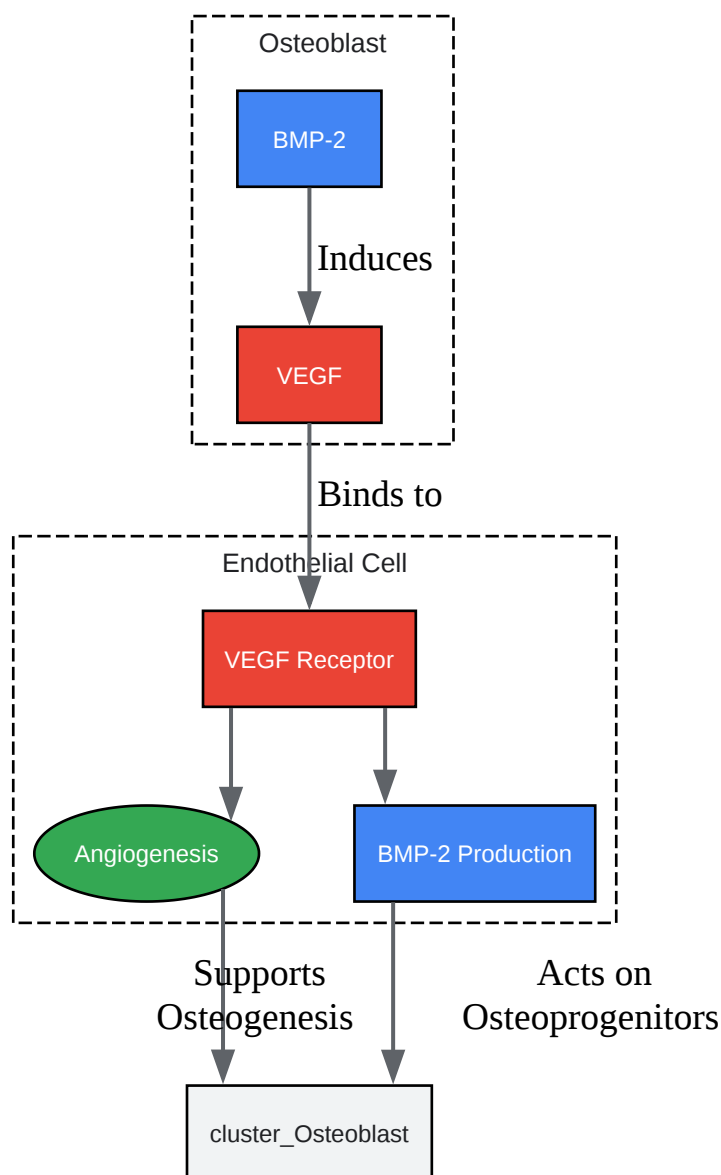 Osteoblast
BMP-2
Induces
VEGF
Binds to
Endothelial Cell
VEGF Receptor
Angiogenesis
BMP-2 Production
Supports
Osteogenesis
Acts on
Osteoprogenitors
cluster_Osteoblast